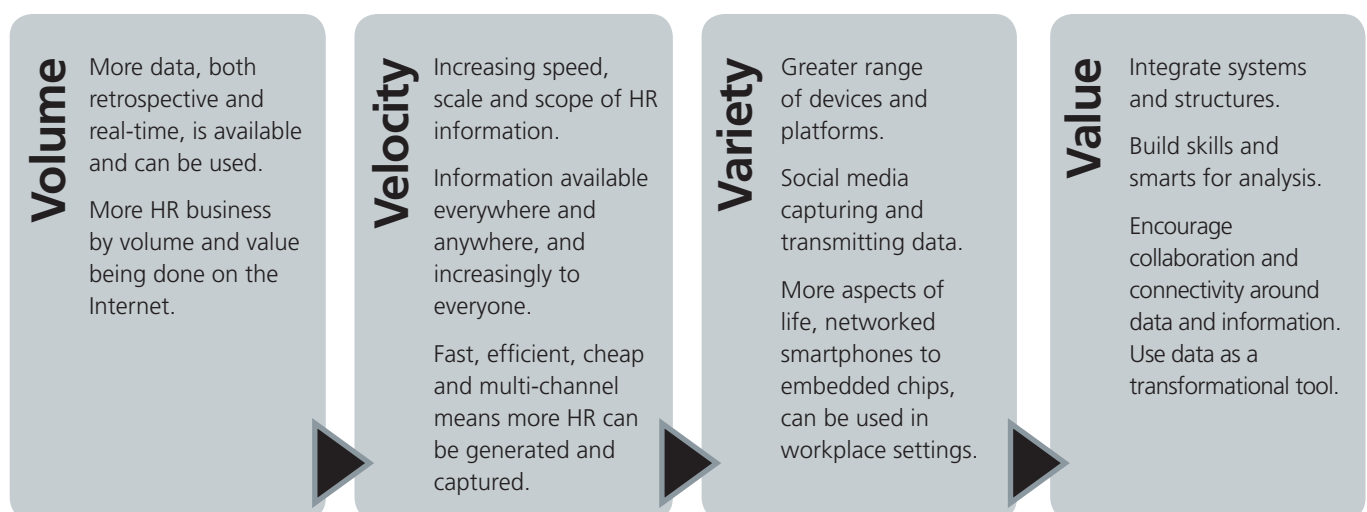 Volume
More data, both
retrospective and
real-time, is available
and can be used.
More HR business
by volume and value
being done on the
Internet.
Velocity
Increasing speed,
scale and scope of HR
information.
Information available
everywhere and
anywhere, and
increasingly to
everyone.
Fast, efficient, cheap
and multi-channel
means more HR can
be generated and
captured.
Variety
Greater range
of devices and
platforms.
Social media
capturing and
transmitting data.
More aspects of
life, networked
smartphones to
embedded chips,
can be used in
workplace settings.
Value
Integrate systems
and structures.
Build skills and
smarts for analysis.
Encourage
collaboration and
connectivity around
data and information.
Use data as a
transformational tool.